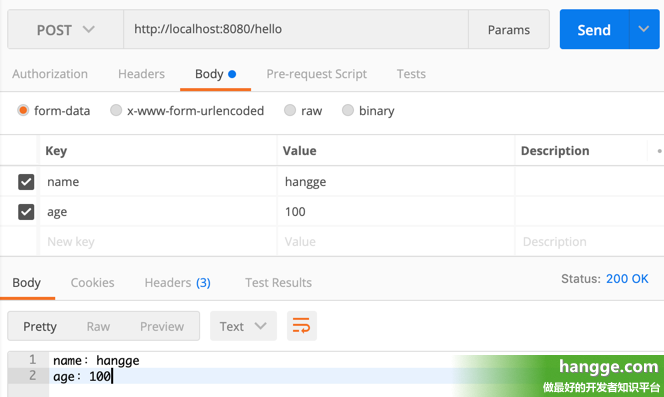 POST http://localhost:8080/hello Params Send
Authorization Headers Body Pre-request Script Tests
form-data x-www-form-urlencoded raw binary
Key Value Description
name hangge
age 100
New key Value Description
Body Cookies Headers (3) Test Results Status: 200 OK
Pretty Raw Preview Text
1 name: hangge
2 age: 100
hangge.com
做最好的开发者知识平台